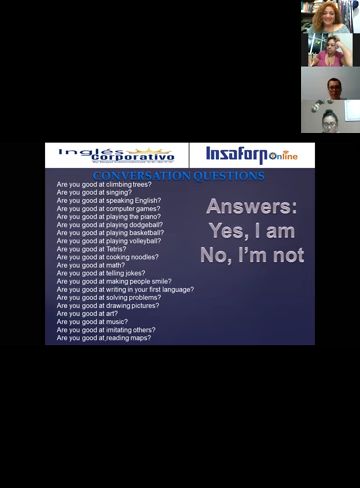 Inglés
Corporativo
Insaforp Online
CONVERSATION QUESTIONS
Are you good at climbing trees?
Are you good at singing?
Are you good at speaking English?
Are you good at computer games?
Are you good at playing the piano?
Are you good at playing dodgeball?
Are you good at playing basketball?
Are you good at playing volleyball?
Are you good at Tetris?
Are you good at cooking noodles?
Are you good at math?
Are you good at telling jokes?
Are you good at making people smile?
Are you good at writing in your first language?
Are you good at solving problems?
Are you good at drawing pictures?
Are you good at art?
Are you good at music?
Are you good at imitating others?
Are you good at reading maps?
Answers:
Yes, I am
No, I'm not